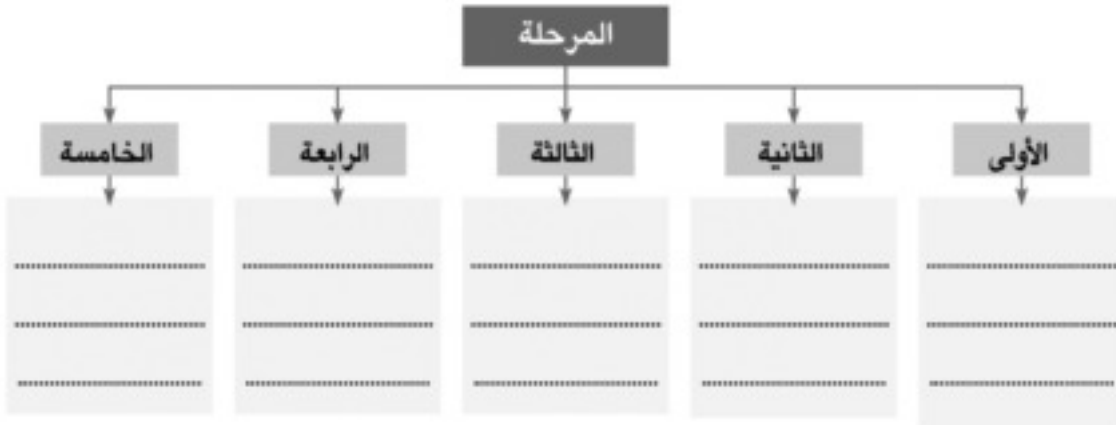 المرحلة
الأولى
الثانية
الثالثة
الرابعة
الخامسة